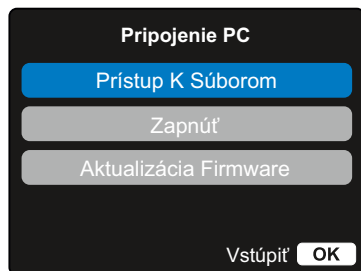 Pripojenie PC
Prístup K Súborom
Zapnúť
Aktualizácia Firmware
Vstúpiť OK